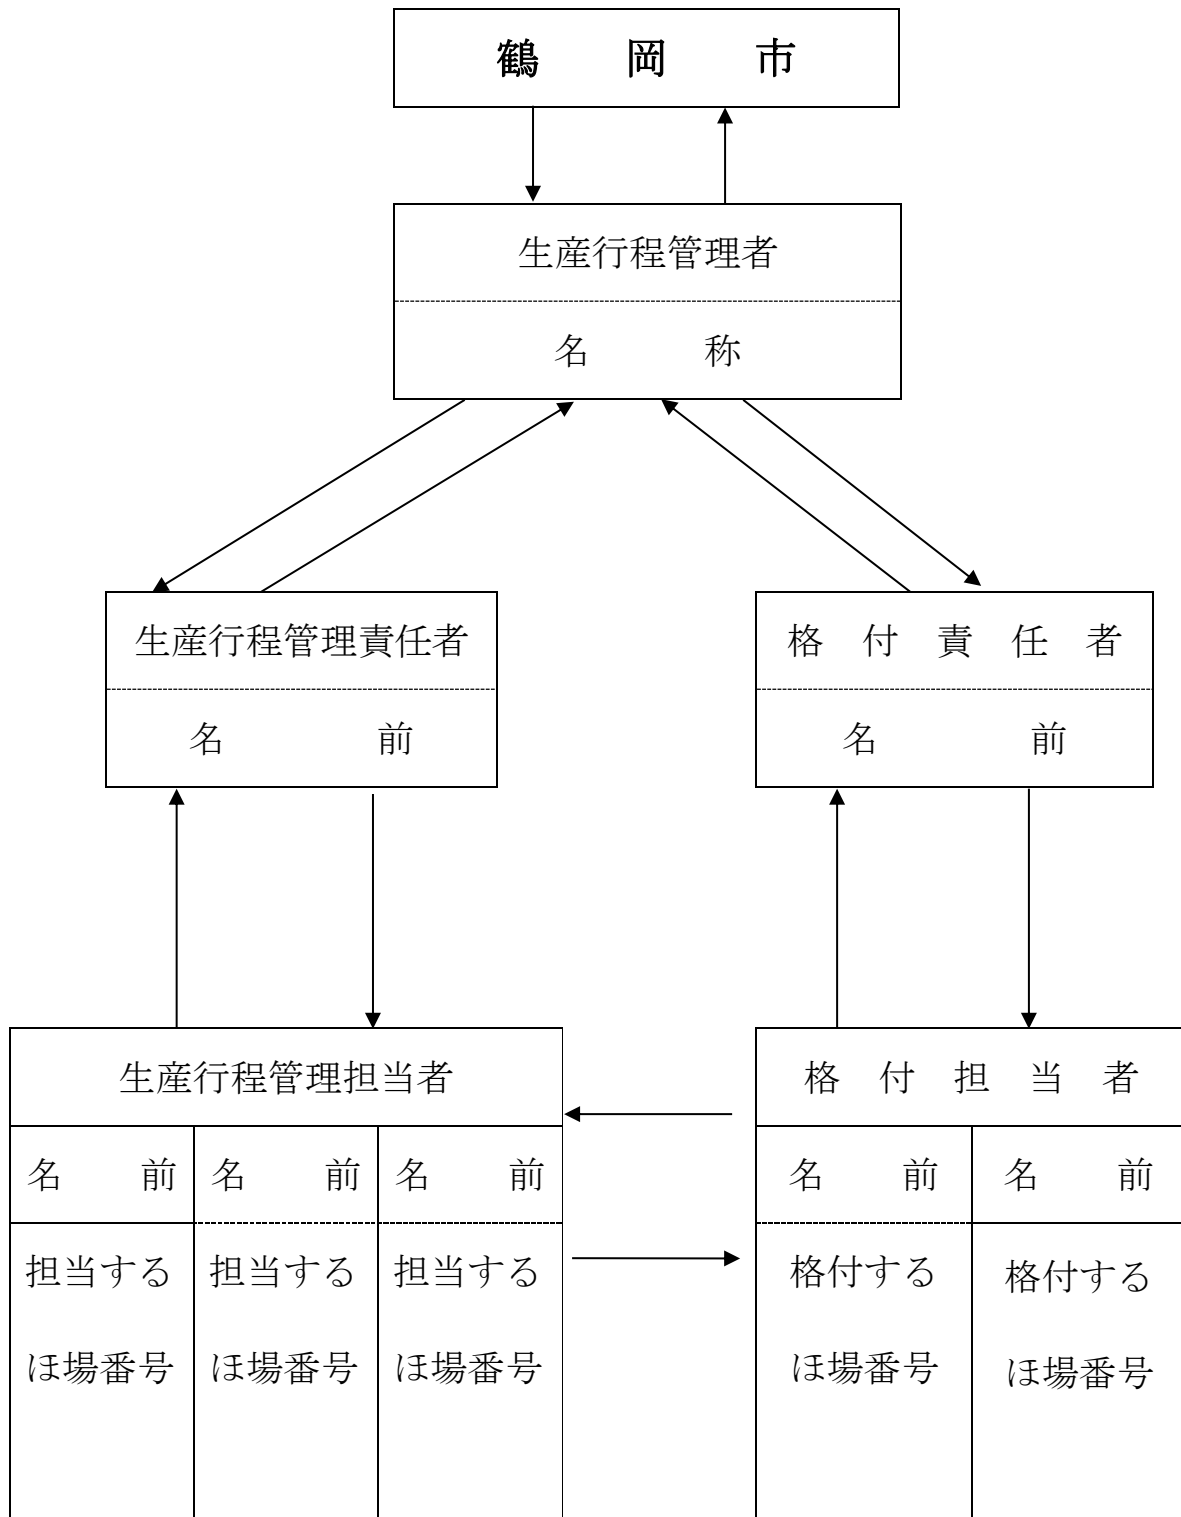 鶴　岡　市
生産行程管理者
名　称
生産行程管理責任者
名　前
格　付　責　任　者
名　前
生産行程管理担当者
名　前　名　前　名　前
担当する　担当する　担当する
ほ場番号　ほ場番号　ほ場番号
格　付　担　当　者
名　前　名　前
格付する　格付する
ほ場番号　ほ場番号